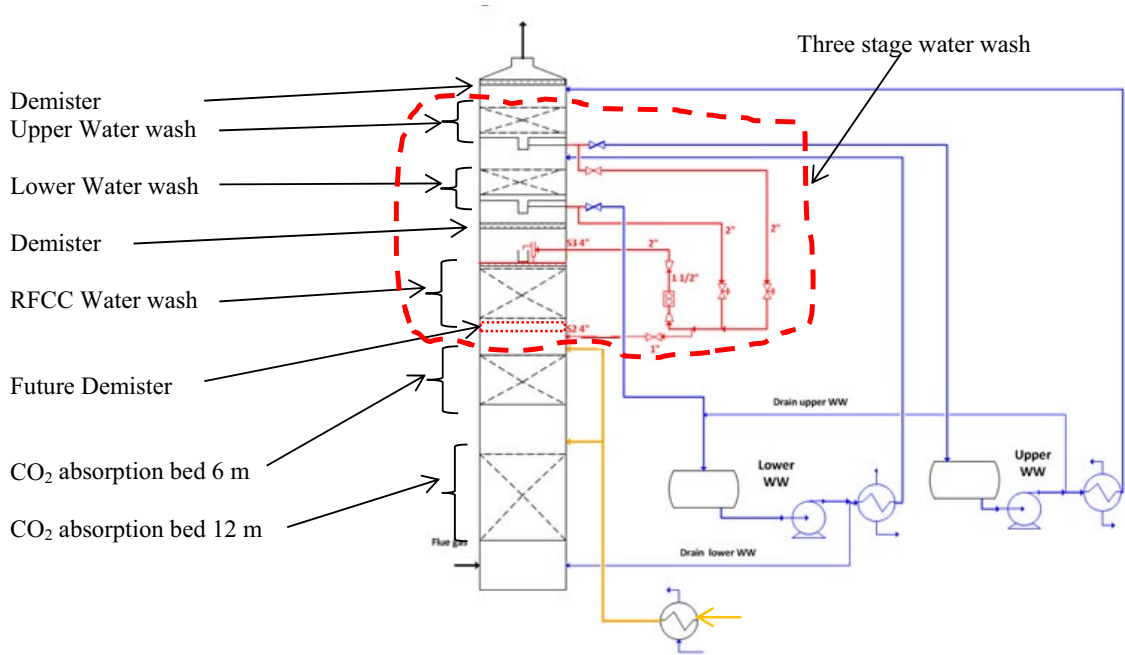 Three stage water wash
Demister
Upper Water wash
Lower Water wash
Demister
S3 4"
2"
2"
2"
1 1/2"
RFCC Water wash
S2 4"
1"
Future Demister
Drain upper WW
CO₂ absorption bed 6 m
Lower
WW
Upper
WW
CO₂ absorption bed 12 m
Flue gas
Drain lower WW